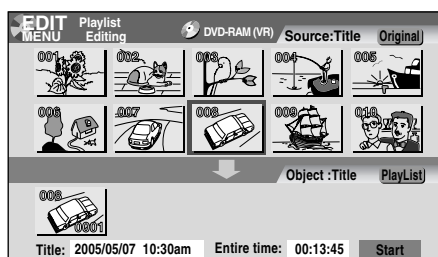 EDIT MENU Playlist Editing DVD-RAM (VR) Source:Title Original
001 002 003 004 005
006 007 008 009 010
Object :Title PlayList
008
0001
Title: 2005/05/07 10:30am Entire time: 00:13:45 Start